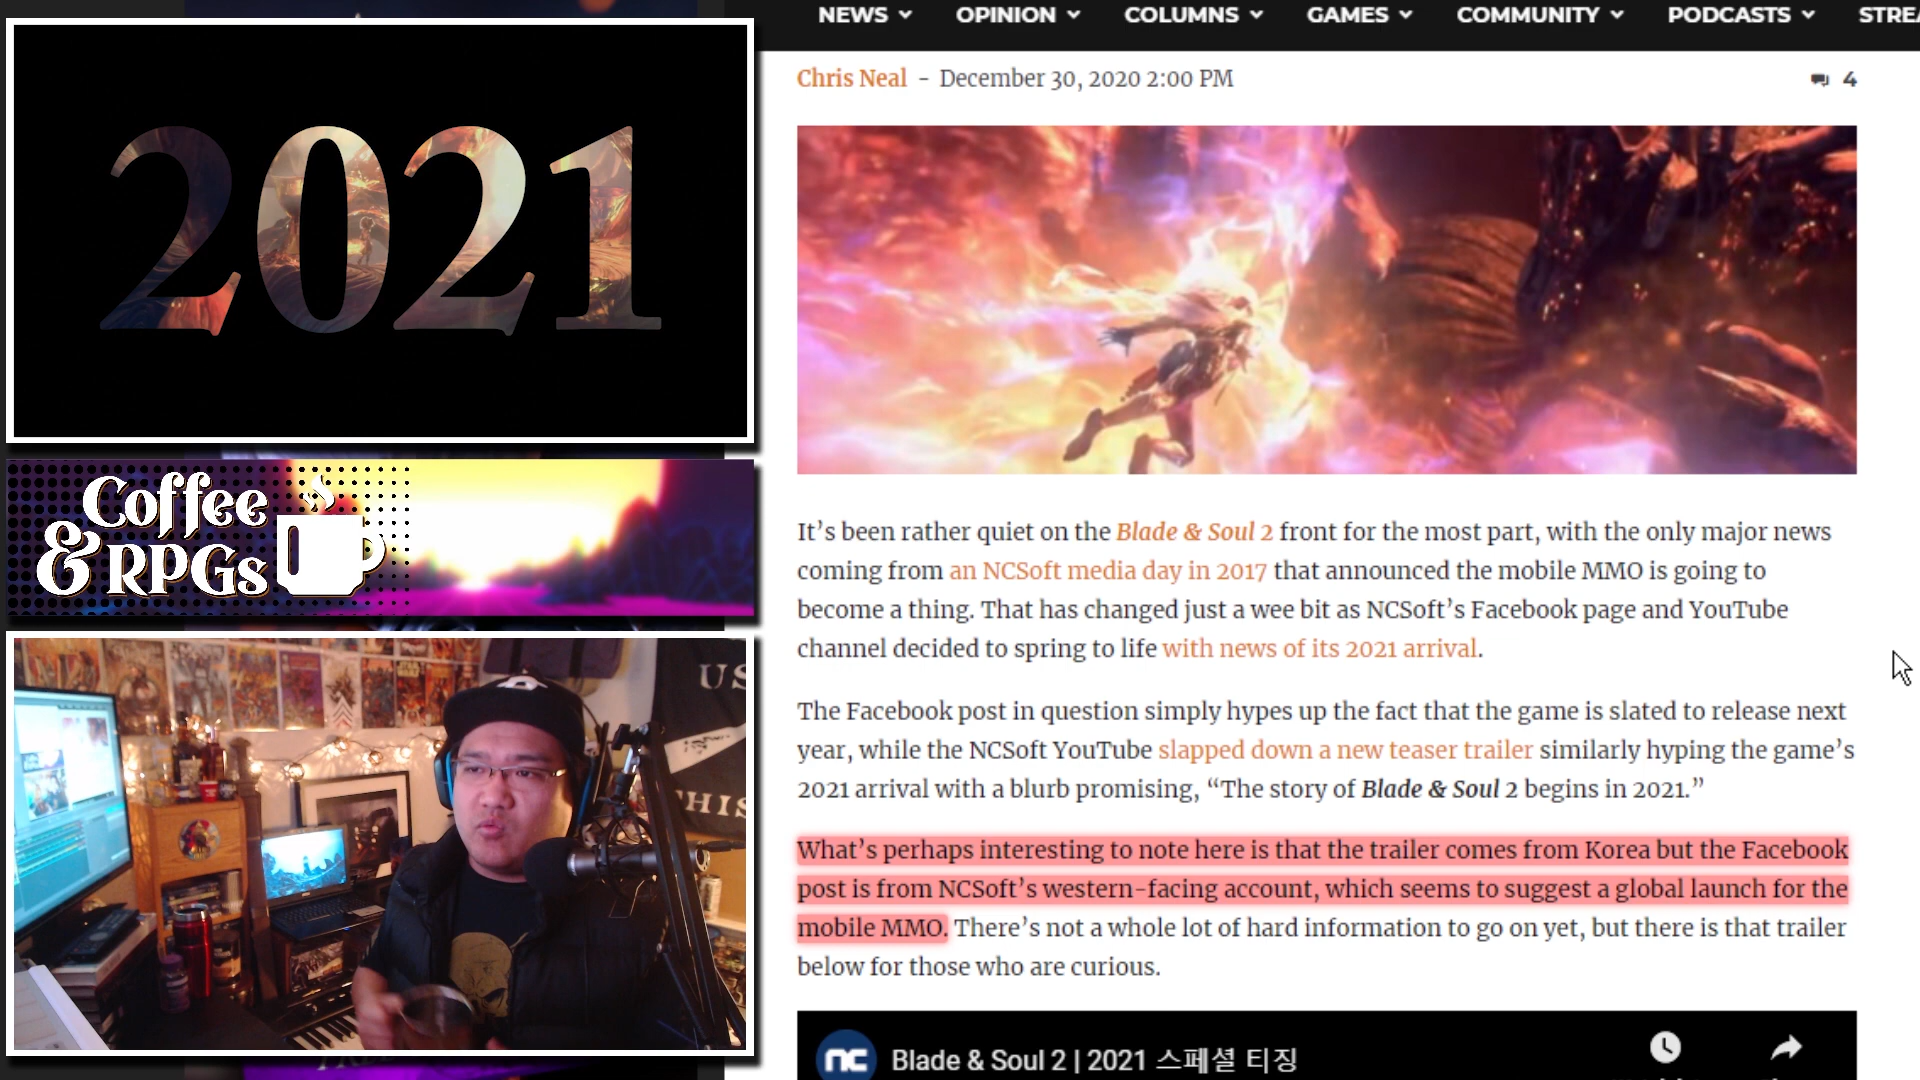 NEWS OPINION COLUMNS GAMES COMMUNITY PODCASTS STREA
Chris Neal - December 30, 2020 2:00 PM
4
2021
Coffee
& RPGs
US
HIS
It’s been rather quiet on the Blade & Soul 2 front for the most part, with the only major news
coming from an NCSoft media day in 2017 that announced the mobile MMO is going to
become a thing. That has changed just a wee bit as NCSoft’s Facebook page and YouTube
channel decided to spring to life with news of its 2021 arrival.
The Facebook post in question simply hypes up the fact that the game is slated to release next
year, while the NCSoft YouTube slapped down a new teaser trailer similarly hyping the game’s
2021 arrival with a blurb promising, “The story of Blade & Soul 2 begins in 2021.”
What’s perhaps interesting to note here is that the trailer comes from Korea but the Facebook
post is from NCSoft’s western-facing account, which seems to suggest a global launch for the
mobile MMO. There’s not a whole lot of hard information to go on yet, but there is that trailer
below for those who are curious.
nc Blade & Soul 2 | 2021 스페셜 티징